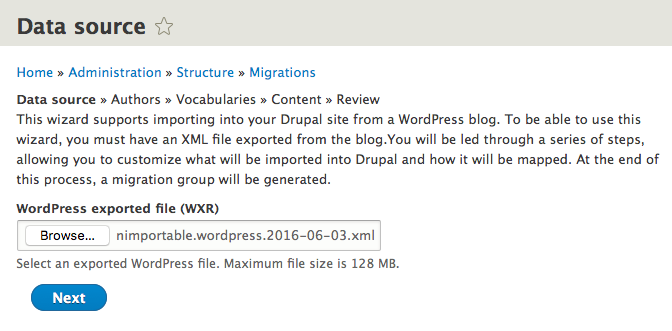 Data source
Home » Administration » Structure » Migrations
Data source » Authors » Vocabularies » Content » Review
This wizard supports importing into your Drupal site from a WordPress blog. To be able to use this
wizard, you must have an XML file exported from the blog.You will be led through a series of steps,
allowing you to customize what will be imported into Drupal and how it will be mapped. At the end of
this process, a migration group will be generated.
WordPress exported file (WXR)
Browse... nimportable.wordpress.2016-06-03.xml
Select an exported WordPress file. Maximum file size is 128 MB.
Next